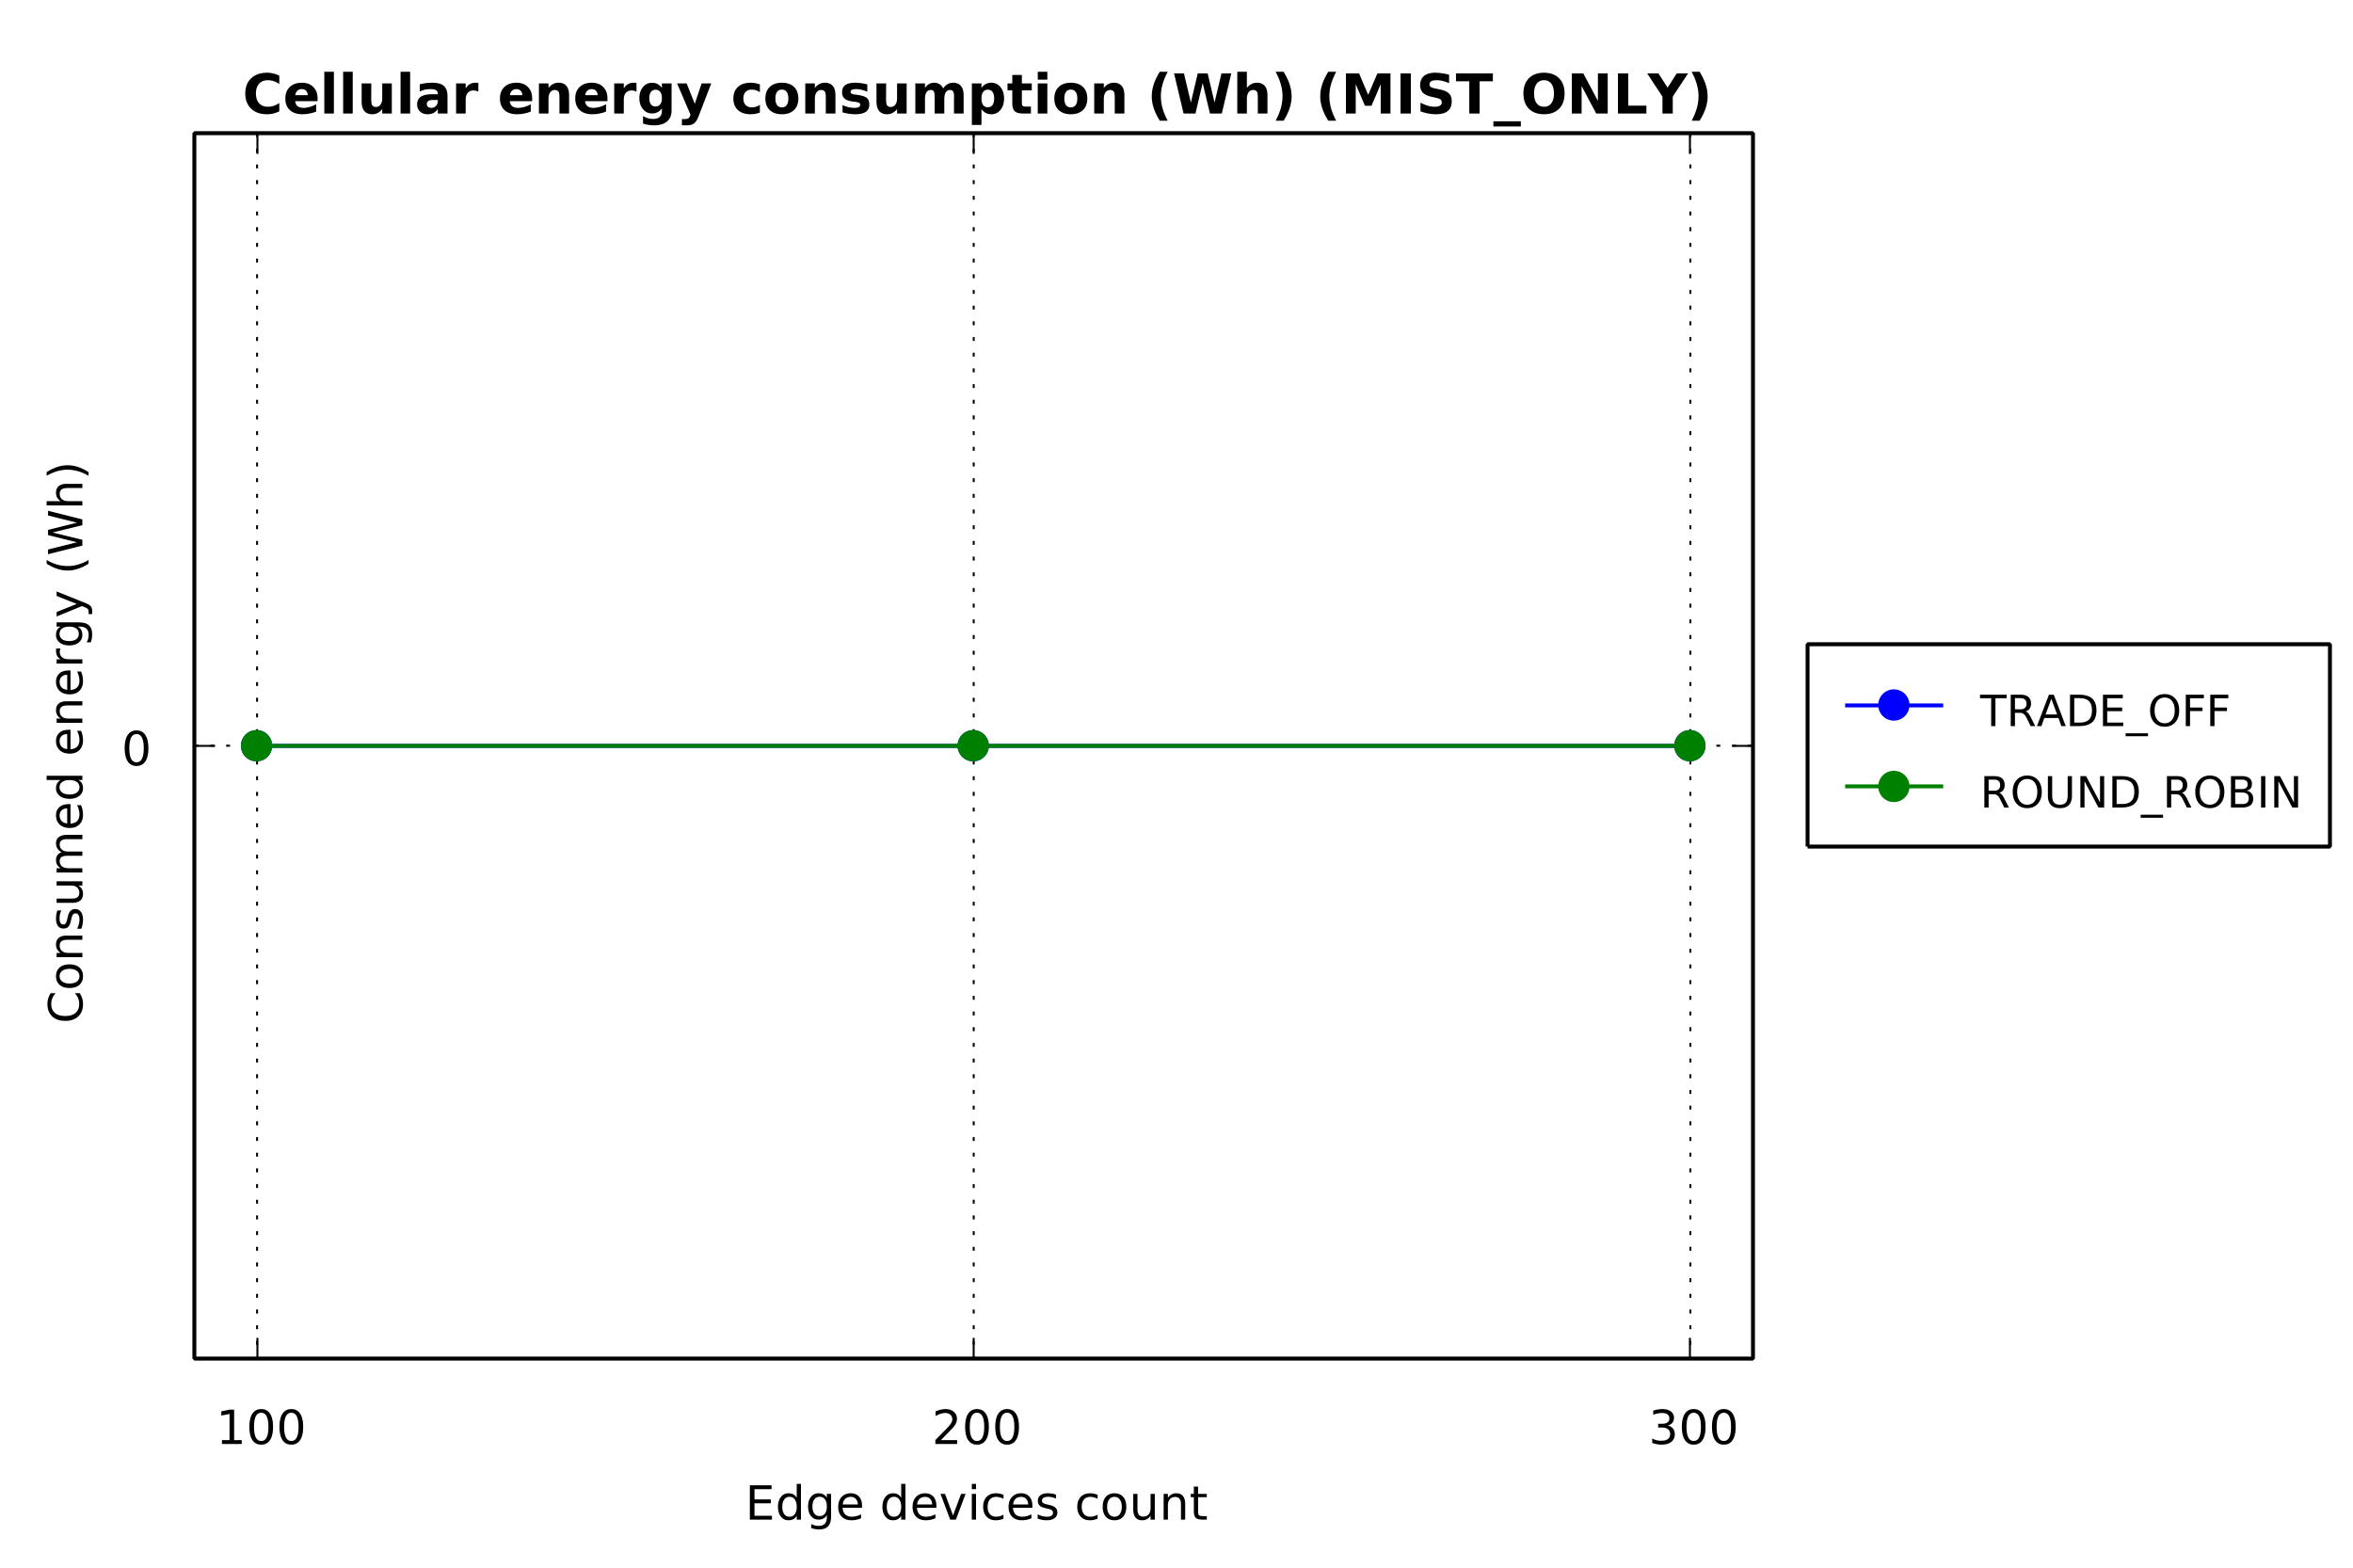 Cellular energy consumption (Wh) (MIST_ONLY)
Consumed energy (Wh)
0
TRADE_OFF
ROUND_ROBIN
100 200 300
Edge devices count